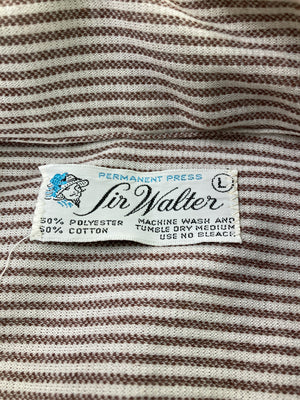 PERMANENT PRESS
L
Sir Walter
50% POLYESTER
50% COTTON
MACHINE WASH AND
TUMBLE DRY MEDIUM
USE NO BLEACH